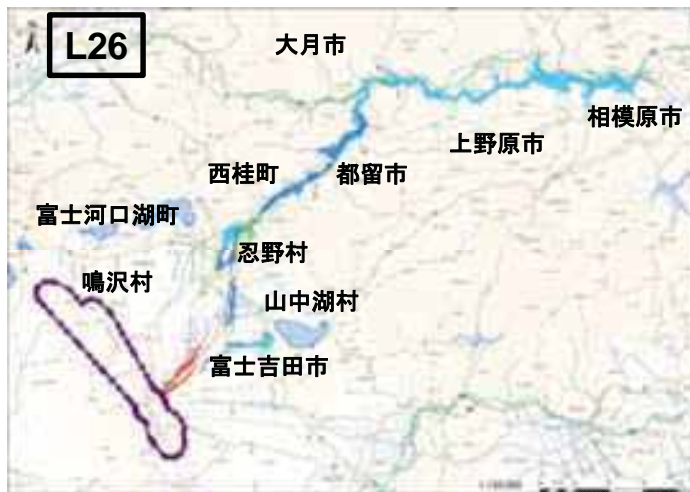 L26
大月市
相模原市
上野原市
西桂町
都留市
富士河口湖町
忍野村
鳴沢村
山中湖村
富士吉田市